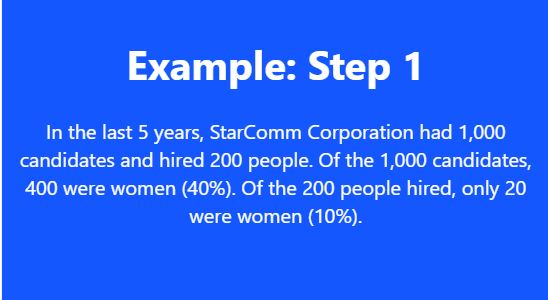 Example: Step 1
In the last 5 years, StarComm Corporation had 1,000
candidates and hired 200 people. Of the 1,000 candidates,
400 were women (40%). Of the 200 people hired, only 20
were women (10%).